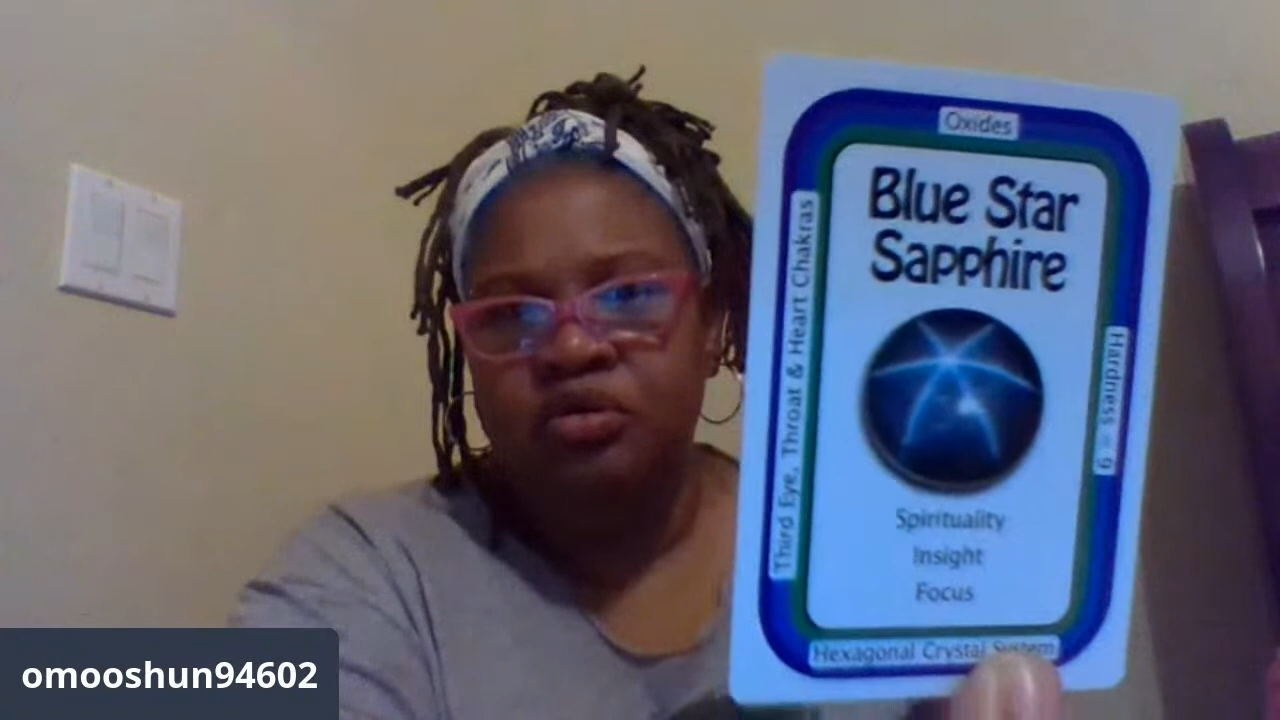 Oxides
Blue Star
Sapphire
Third Eye, Throat & Heart Chakras
Hardness = 9
Spirituality
Insight
Focus
Hexagonal Crystal System
omooshun94602